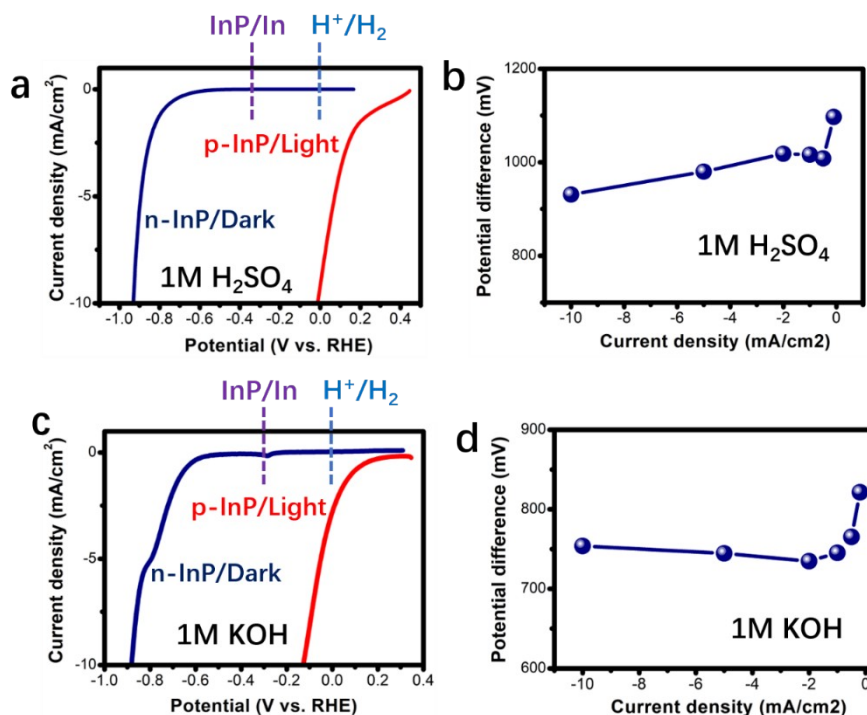 InP/In H⁺/H₂
a
0
-5
-10
Current density (mA/cm²)
p-InP/Light
n-InP/Dark
1M H₂SO₄
-1.0 -0.8 -0.6 -0.4 -0.2 0.0 0.2 0.4
Potential (V vs. RHE)
b
1200
1000
800
Potential difference (mV)
1M H₂SO₄
-10 -8 -6 -4 -2 0
Current density (mA/cm2)
InP/In H⁺/H₂
c
0
-5
-10
Current density (mA/cm²)
p-InP/Light
n-InP/Dark
1M KOH
-1.0 -0.8 -0.6 -0.4 -0.2 0.0 0.2 0.4
Potential (V vs. RHE)
d
900
800
700
600
Potential difference (mV)
1M KOH
-10 -8 -6 -4 -2 0
Current density (mA/cm2)